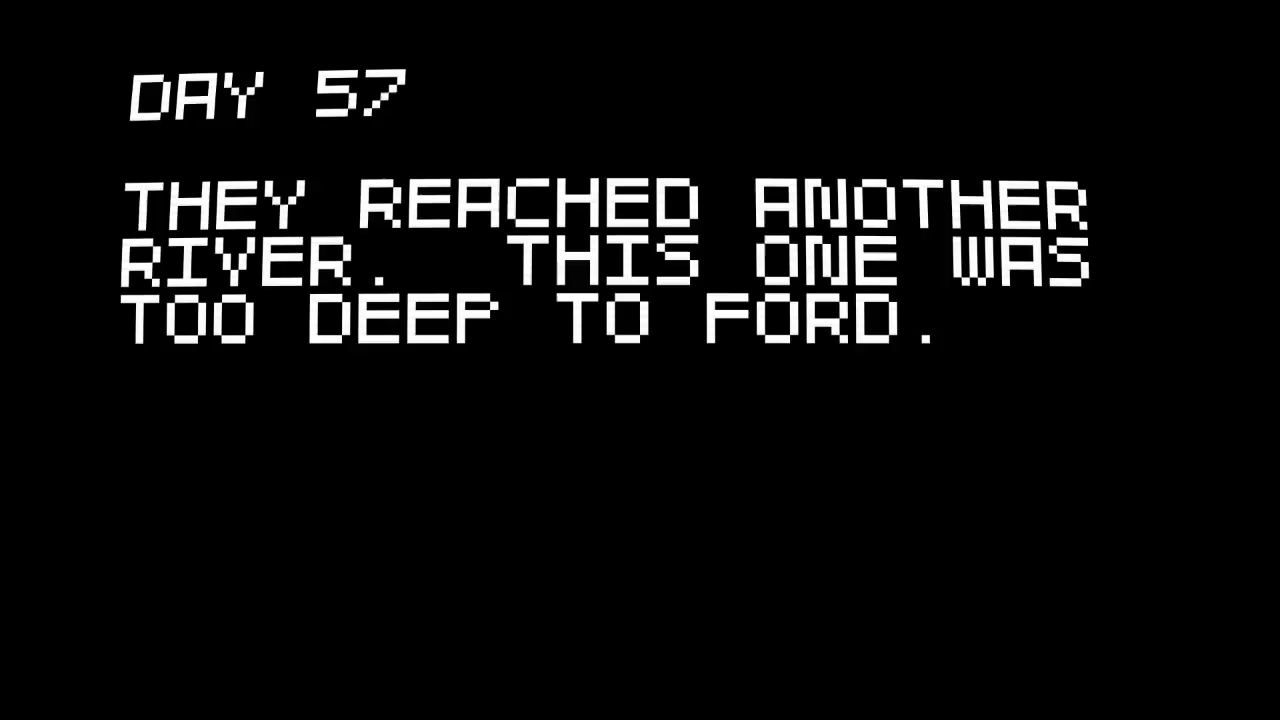 DAY 57
THEY REACHED ANOTHER
RIVER.  THIS ONE WAS
TOO DEEP TO FORD.